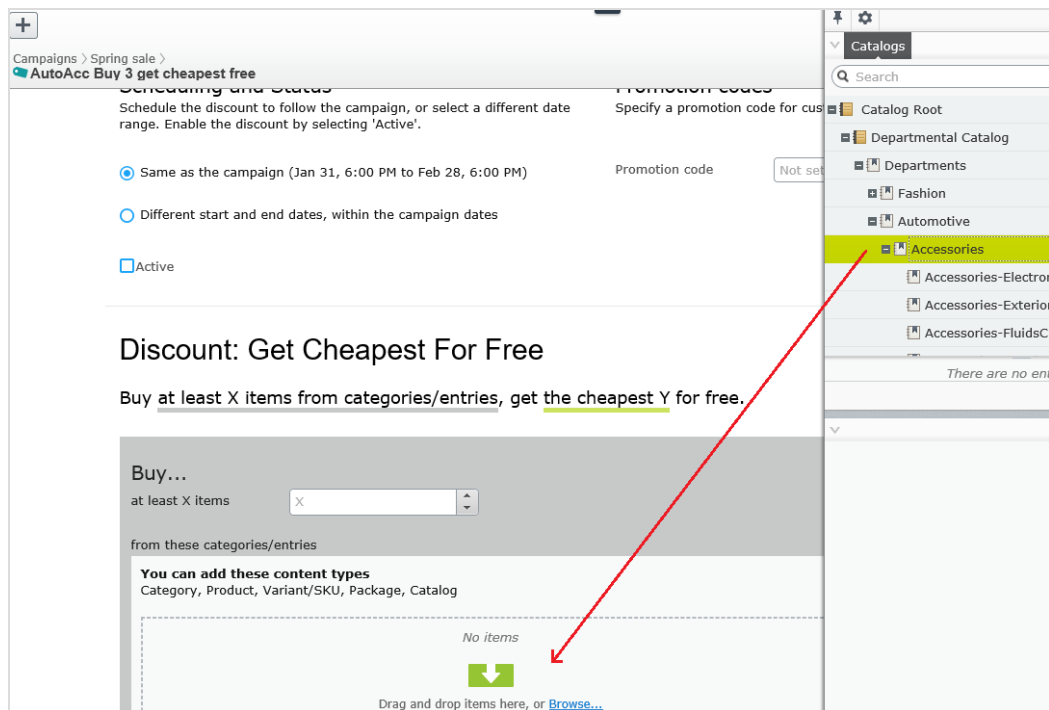 Campaigns > Spring sale >
AutoAcc Buy 3 get cheapest free
Scheduling and Status
Schedule the discount to follow the campaign, or select a different date
range. Enable the discount by selecting 'Active'.
Same as the campaign (Jan 31, 6:00 PM to Feb 28, 6:00 PM)
Different start and end dates, within the campaign dates
Active
Promotion codes
Specify a promotion code for cus
Promotion code
Not set
Discount: Get Cheapest For Free
Buy at least X items from categories/entries, get the cheapest Y for free.
Buy...
at least X items
X
from these categories/entries
You can add these content types
Category, Product, Variant/SKU, Package, Catalog
No items
Drag and drop items here, or Browse...
Catalogs
Search
Catalog Root
Departmental Catalog
Departments
Fashion
Automotive
Accessories
Accessories-Electron
Accessories-Exterior
Accessories-FluidsC
There are no ent